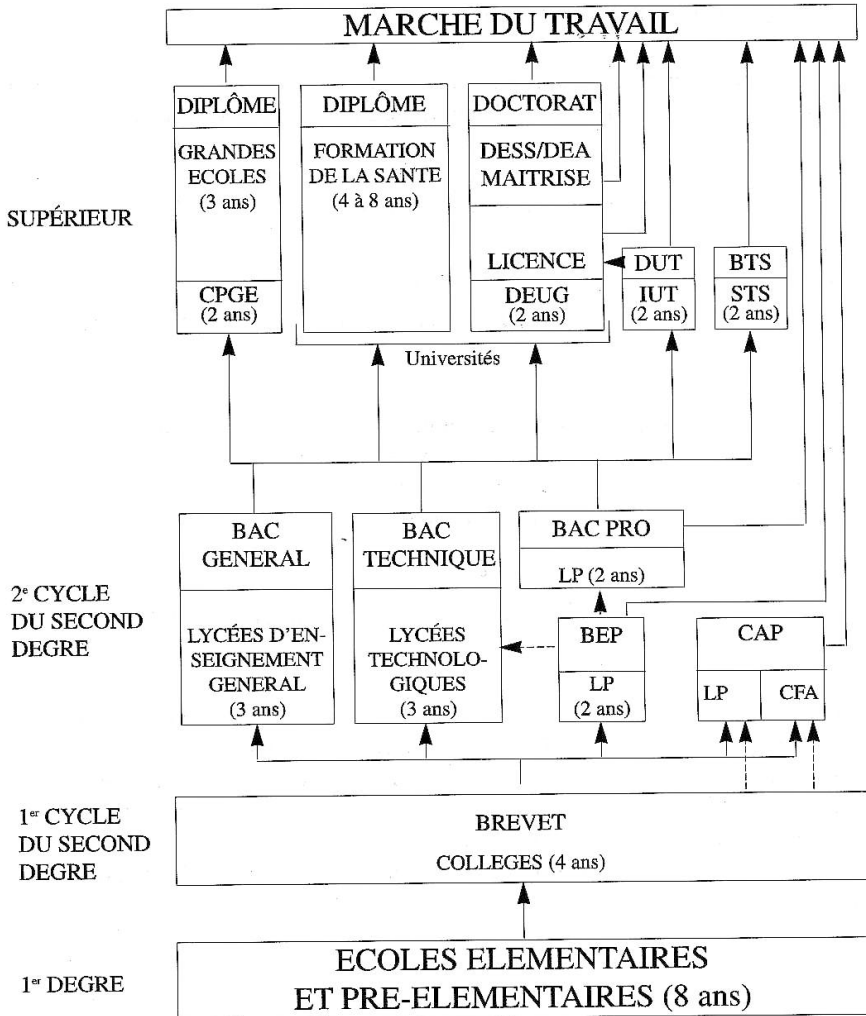 MARCHE DU TRAVAIL
SUPÉRIEUR
DIPLÔME
GRANDES
ECOLES
(3 ans)
CPGE
(2 ans)
DIPLÔME
FORMATION
DE LA SANTE
(4 à 8 ans)
DOCTORAT
DESS/DEA
MAITRISE
LICENCE
DEUG
(2 ans)
DUT
IUT
(2 ans)
BTS
STS
(2 ans)
Universités
2e CYCLE
DU SECOND
DEGRE
BAC
GENERAL
LYCÉES D'EN-
SEIGNEMENT
GENERAL
(3 ans)
BAC
TECHNIQUE
LYCÉES
TECHNOLO-
GIQUES
(3 ans)
BAC PRO
LP (2 ans)
BEP
LP
(2 ans)
CAP
LP
CFA
1er CYCLE
DU SECOND
DEGRE
BREVET
COLLEGES (4 ans)
1er DEGRE
ECOLES ELEMENTAIRES
ET PRE-ELEMENTAIRES (8 ans)